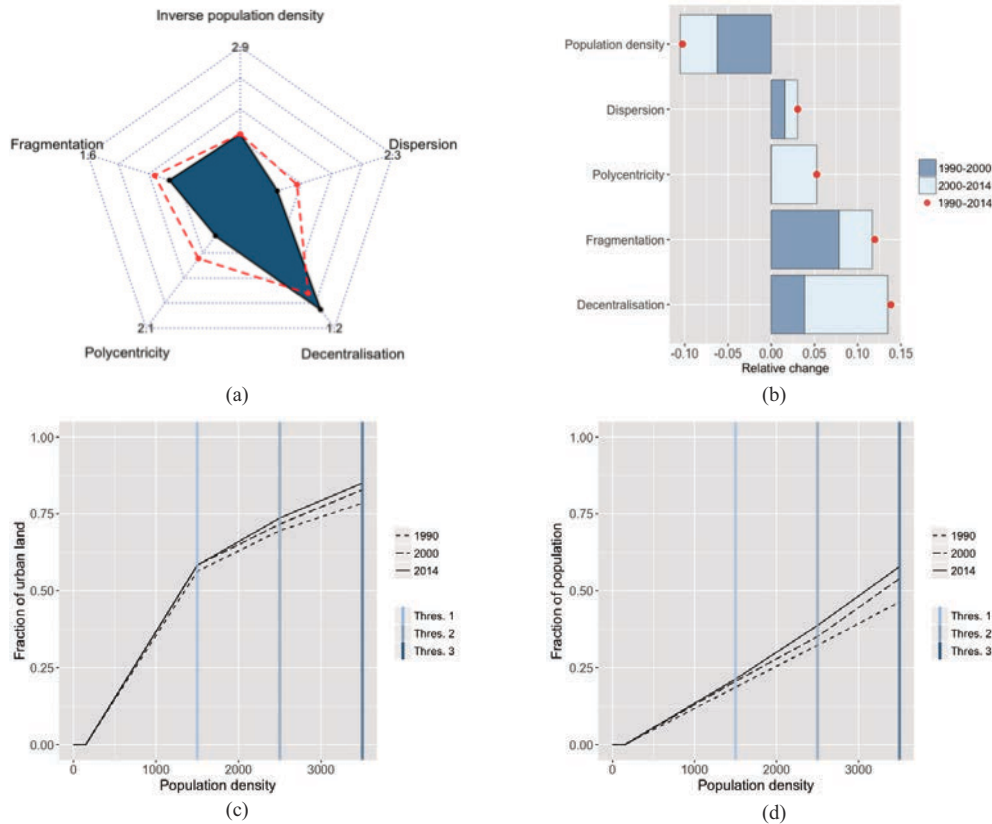 Inverse population density
2.9
Fragmentation
1.6
Dispersion
2.3
2.1
1.2
Polycentricity
Decentralisation
(a)
Population density
Dispersion
Polycentricity
Fragmentation
Decentralisation
-0.10
-0.05
0.00
0.05
0.10
0.15
Relative change
1990-2000
2000-2014
1990-2014
(b)
1.00
0.75
0.50
0.25
0.00
Fraction of urban land
0
1000
2000
3000
Population density
1990
2000
2014
Thres. 1
Thres. 2
Thres. 3
(c)
1.00
0.75
0.50
0.25
0.00
Fraction of population
0
1000
2000
3000
Population density
1990
2000
2014
Thres. 1
Thres. 2
Thres. 3
(d)